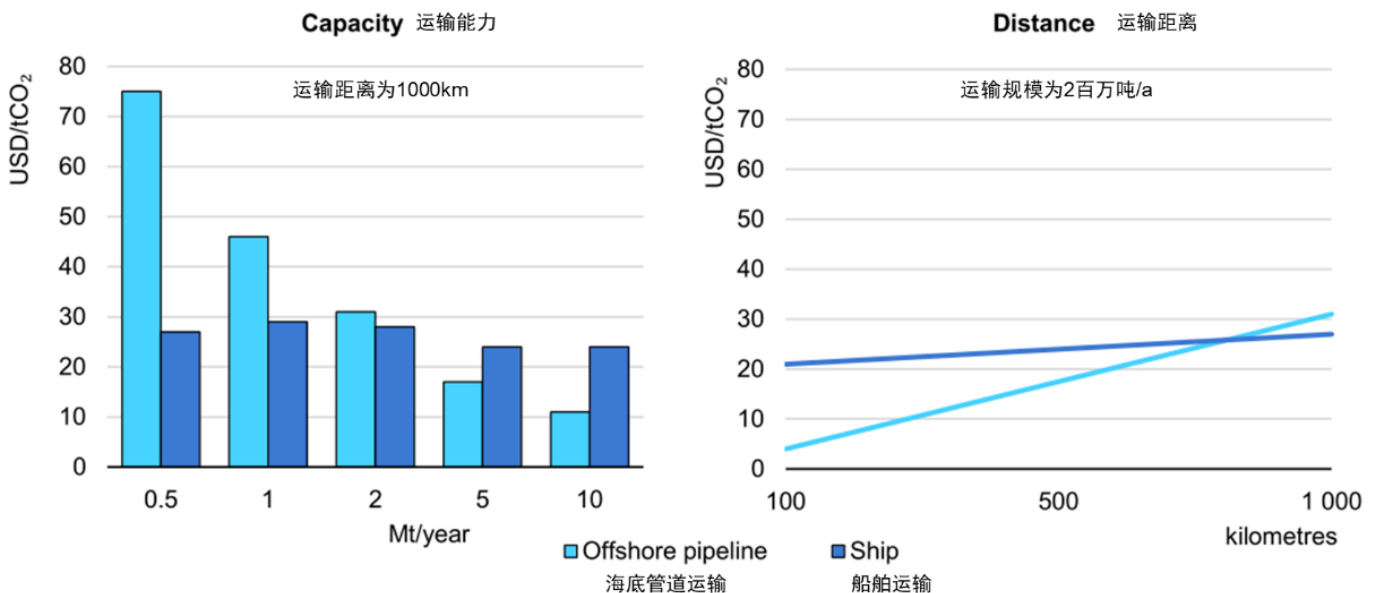 Capacity 运输能力
运输距离为1000km
USD/tCO₂
80
70
60
50
40
30
20
10
0
0.5 1 2 5 10
Mt/year
Distance 运输距离
运输规模为2百万吨/a
USD/tCO₂
80
70
60
50
40
30
20
10
0
100 500 1 000
kilometres
Offshore pipeline Ship
海底管道运输 船舶运输